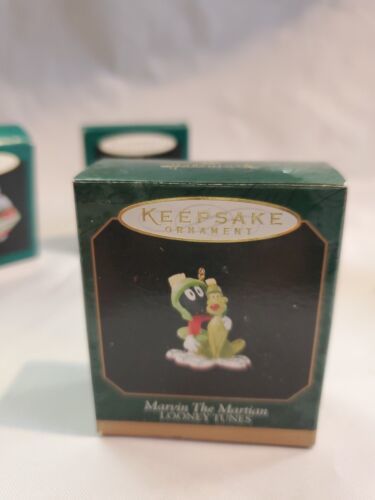 KEEPSAKE
ORNAMENT
Marvin The Martian
LOONEY TUNES